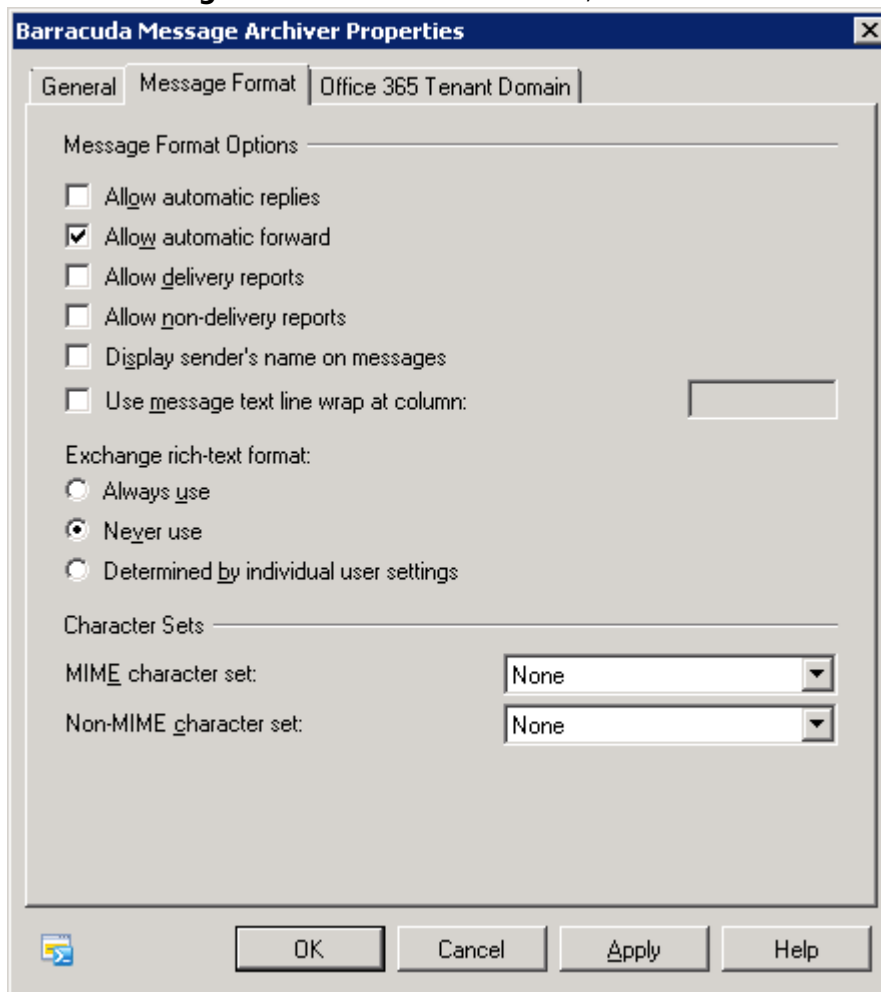 Barracuda Message Archiver Properties
General Message Format Office 365 Tenant Domain
Message Format Options
Allow automatic replies
Allow automatic forward
Allow delivery reports
Allow non-delivery reports
Display sender's name on messages
Use message text line wrap at column:
Exchange rich-text format:
Always use
Never use
Determined by individual user settings
Character Sets
MIME character set: None
Non-MIME character set: None
OK Cancel Apply Help